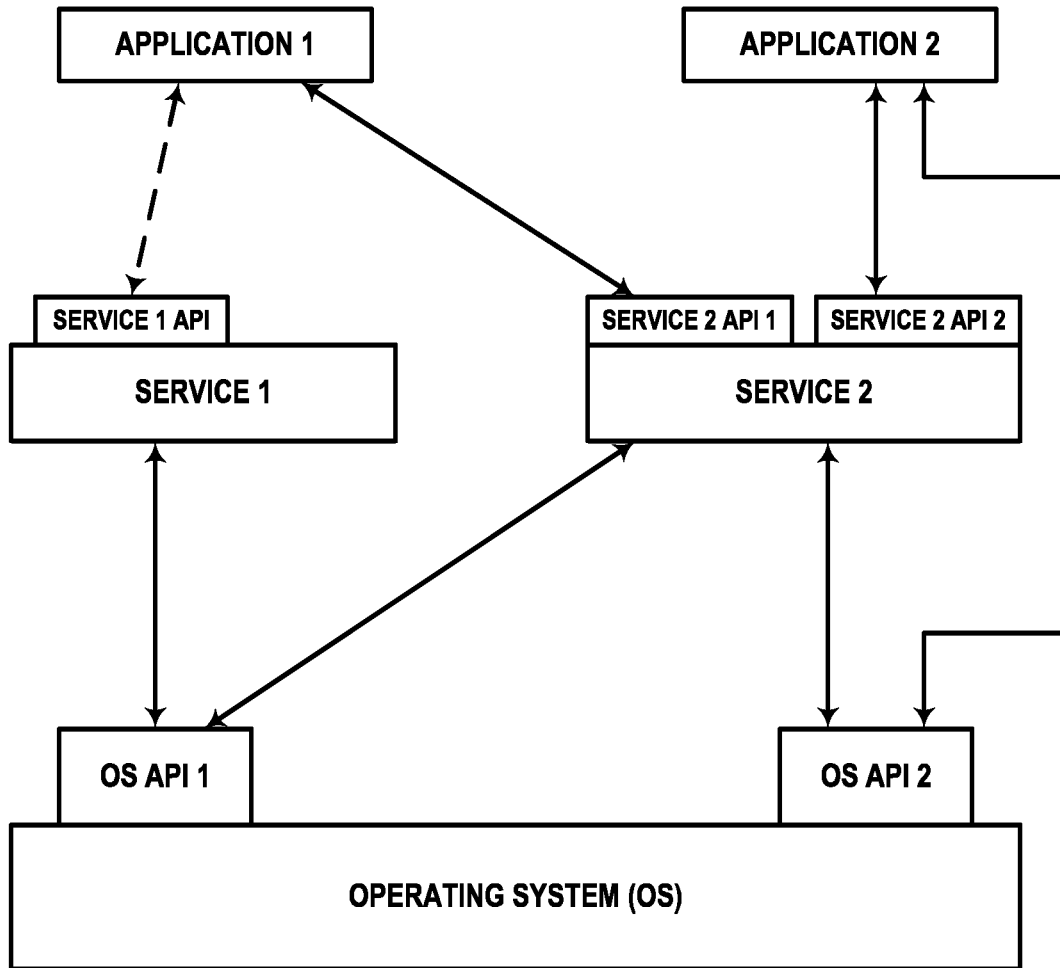 APPLICATION 1
APPLICATION 2
SERVICE 1 API
SERVICE 2 API 1
SERVICE 2 API 2
SERVICE 1
SERVICE 2
OS API 1
OS API 2
OPERATING SYSTEM (OS)